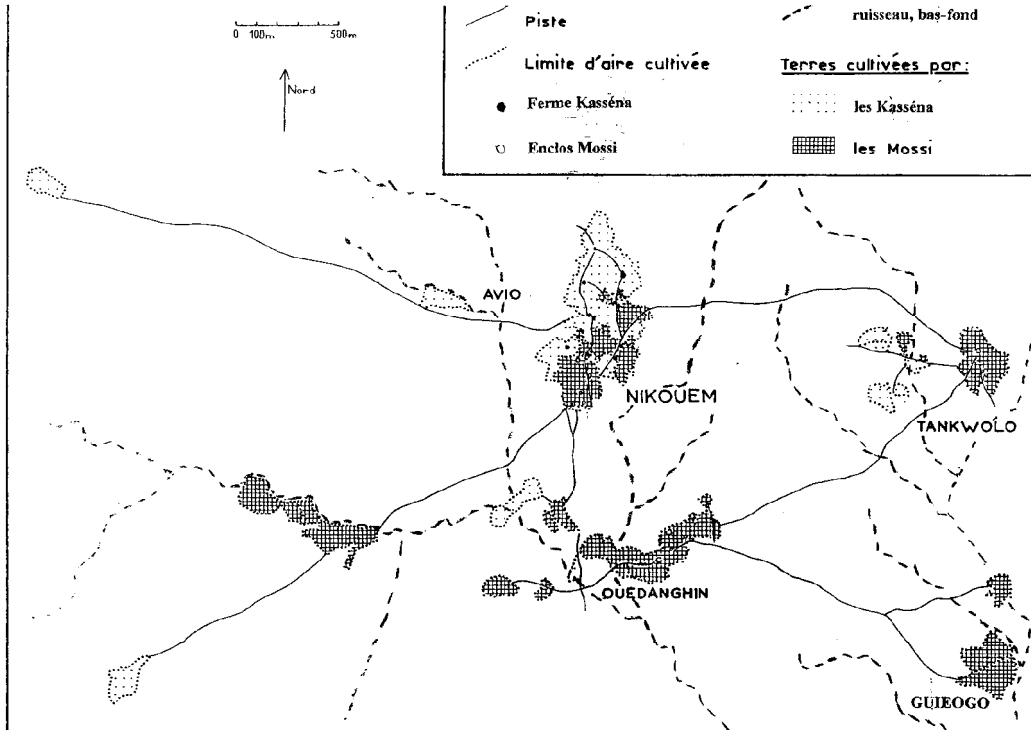 0 100m 500m
Nord
Piste
Limite d'aire cultivée
Ferme Kasséna
Enclos Mossi
ruisseau, bas-fond
Terres cultivées par:
les Kasséna
les Mossi
AVIO
NIKOUEM
TANKWOLO
OUEDANGHIN
GUIEOGO